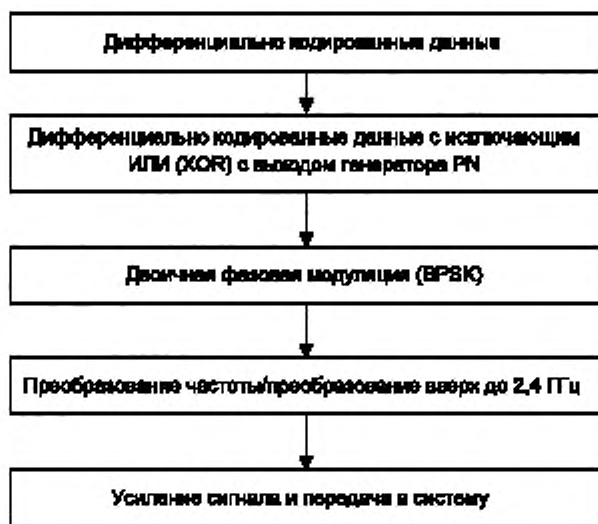 Дифференциально кодированные данные
Дифференциально кодированные данные с исключающим
ИЛИ (XOR) с выходом генератора PN
Двоичная фазовая модуляция (BPSK)
Преобразование частоты/преобразование вверх до 2,4 ГГц
Усиление сигнала и передача в систему